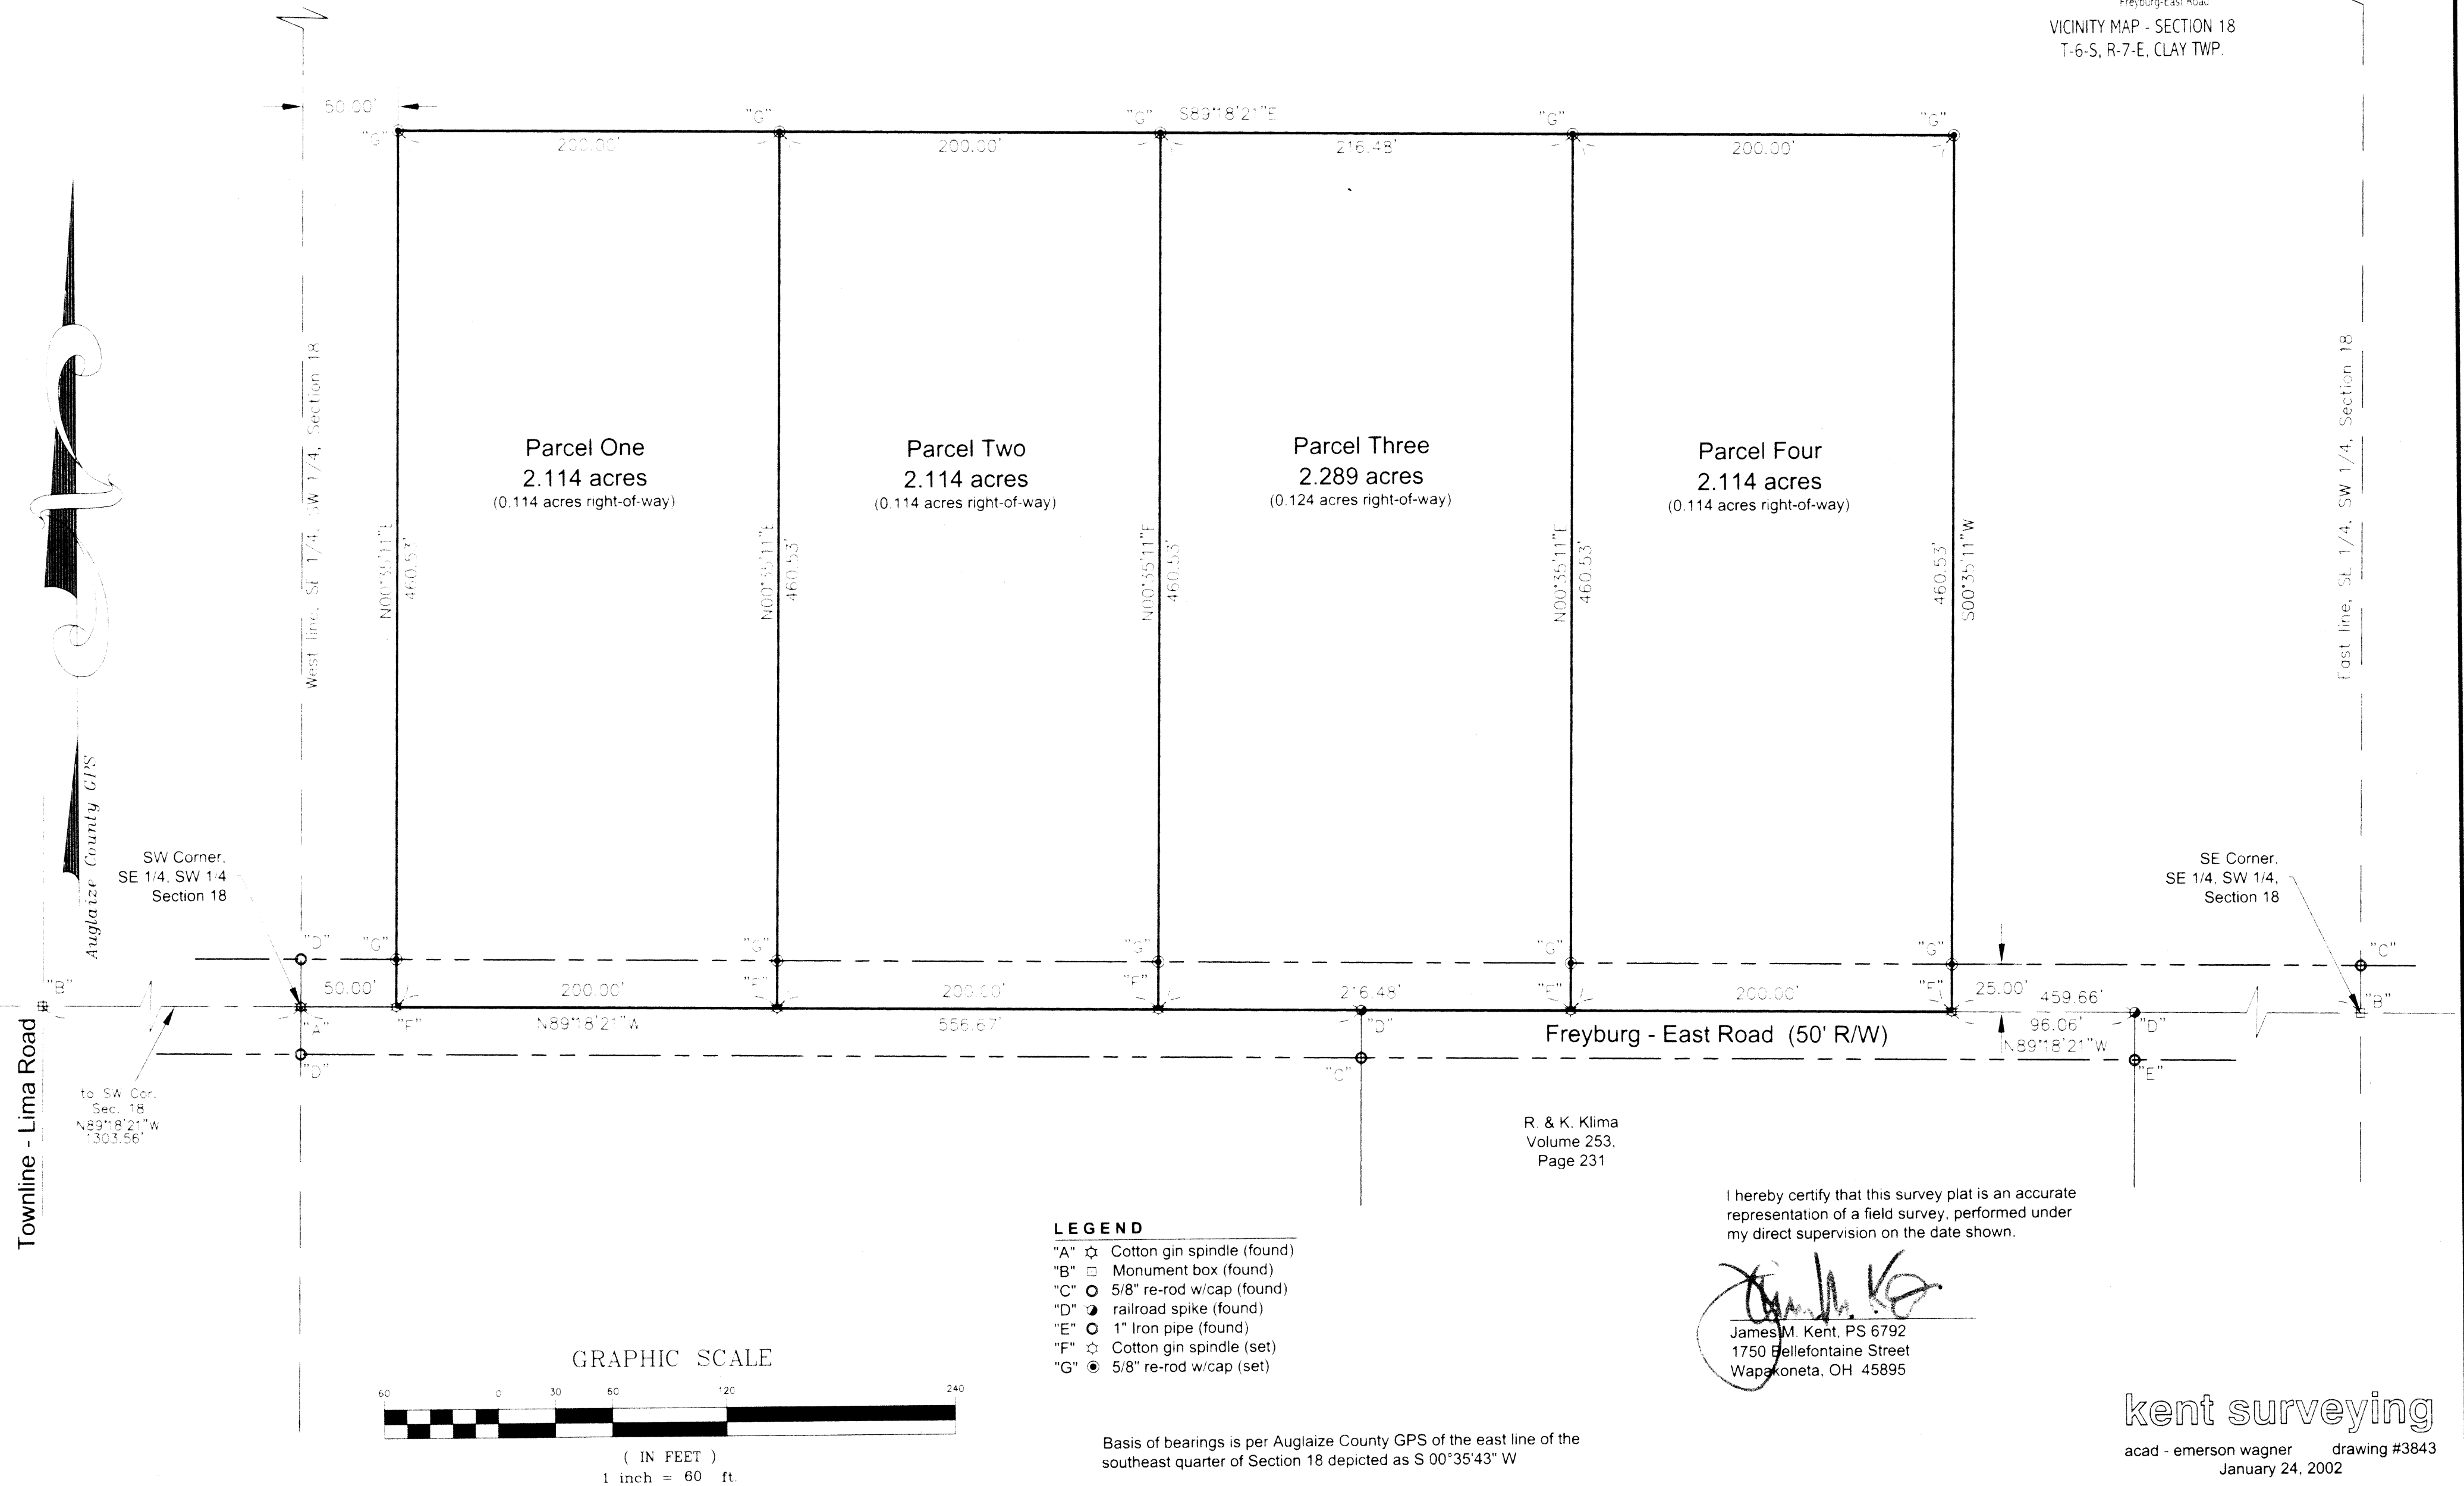 Freyburg-East Road
VICINITY MAP - SECTION 18
T-6-S, R-7-E, CLAY TWP.
50.00'
"G"
"G"
"G"
S89°18'21"E
"G"
"G"
200.00'
200.00'
216.48'
200.00'
West line, SE 1/4, SW 1/4, Section 18
East line, SE 1/4, SW 1/4, Section 18
Parcel One
2.114 acres
(0.114 acres right-of-way)
Parcel Two
2.114 acres
(0.114 acres right-of-way)
Parcel Three
2.289 acres
(0.124 acres right-of-way)
Parcel Four
2.114 acres
(0.114 acres right-of-way)
N00°35'11"E
460.53'
N00°35'11"E
460.53'
N00°35'11"E
460.53'
N00°35'11"E
460.53'
460.53'
S00°35'11"W
Auglaize County GPS
SW Corner,
SE 1/4, SW 1/4
Section 18
SE Corner,
SE 1/4, SW 1/4,
Section 18
"D"
"G"
"G"
"G"
"G"
"G"
"C"
"B"
50.00'
200.00'
"F"
200.00'
"F"
216.48'
"F"
200.00'
"F"
25.00'
459.66'
"B"
"A"
"F"
N89°18'21"W
556.67'
"D"
Freyburg - East Road (50' R/W)
96.06'
"D"
N89°18'21"W
"D"
"C"
"E"
Townline - Lima Road
to SW Cor.
Sec. 18
N89°18'21"W
1303.56'
R. & K. Klima
Volume 253,
Page 231
I hereby certify that this survey plat is an accurate
representation of a field survey, performed under
my direct supervision on the date shown.
James M. Kent, PS 6792
1750 Bellefontaine Street
Wapakoneta, OH 45895
LEGEND
"A" Cotton gin spindle (found)
"B" Monument box (found)
"C" 5/8" re-rod w/cap (found)
"D" railroad spike (found)
"E" 1" Iron pipe (found)
"F" Cotton gin spindle (set)
"G" 5/8" re-rod w/cap (set)
GRAPHIC SCALE
60 0 30 60 120 240
( IN FEET )
1 inch = 60 ft.
Basis of bearings is per Auglaize County GPS of the east line of the
southeast quarter of Section 18 depicted as S 00°35'43" W
kent surveying
acad - emerson wagner drawing #3843
January 24, 2002